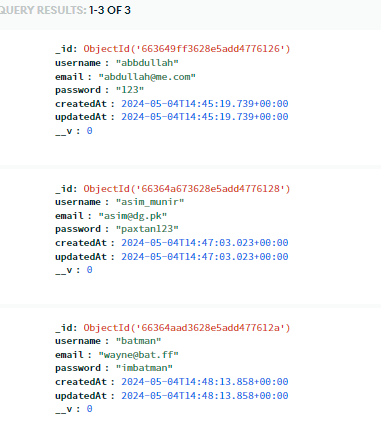 QUERY RESULTS: 1-3 OF 3
_id: ObjectId('663649ff3628e5add4776126')
username : "abbdullah"
email : "abdullah@me.com"
password : "123"
createdAt : 2024-05-04T14:45:19.739+00:00
updatedAt : 2024-05-04T14:45:19.739+00:00
__v : 0
_id: ObjectId('66364a673628e5add4776128')
username : "asim_munir"
email : "asim@dg.pk"
password : "paxtan123"
createdAt : 2024-05-04T14:47:03.023+00:00
updatedAt : 2024-05-04T14:47:03.023+00:00
__v : 0
_id: ObjectId('66364aad3628e5add477612a')
username : "batman"
email : "wayne@bat.ff"
password : "imbatman"
createdAt : 2024-05-04T14:48:13.858+00:00
updatedAt : 2024-05-04T14:48:13.858+00:00
__v : 0